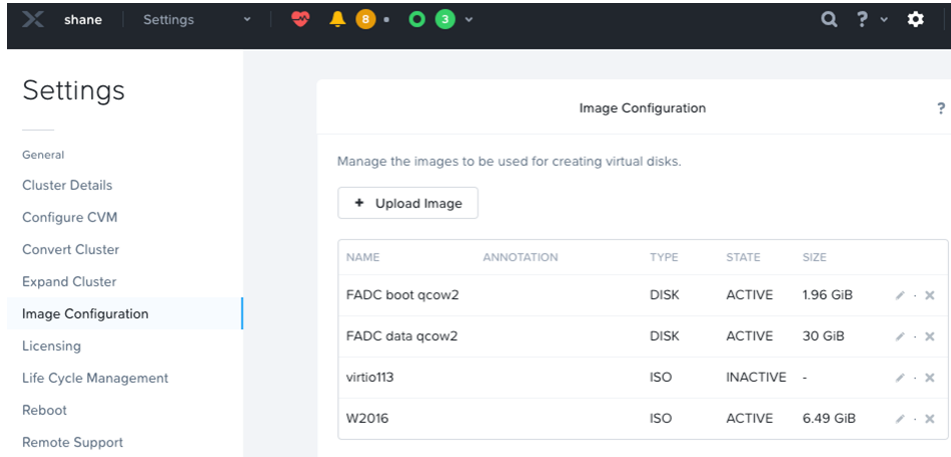 shane Settings 8 3 ?
Settings
General
Cluster Details
Configure CVM
Convert Cluster
Expand Cluster
Image Configuration
Licensing
Life Cycle Management
Reboot
Remote Support
Image Configuration ?
Manage the images to be used for creating virtual disks.
+ Upload Image
NAME ANNOTATION TYPE STATE SIZE
FADC boot qcow2 DISK ACTIVE 1.96 GiB
FADC data qcow2 DISK ACTIVE 30 GiB
virtio113 ISO INACTIVE -
W2016 ISO ACTIVE 6.49 GiB